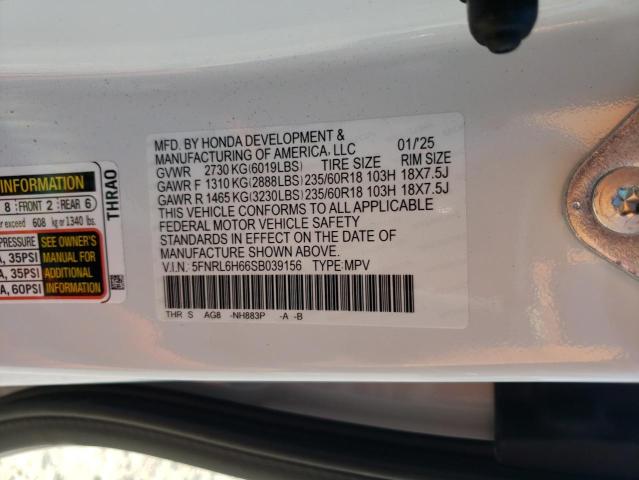 MFD. BY HONDA DEVELOPMENT &
MANUFACTURING OF AMERICA, LLC 01/'25
GVWR 2730 KG(6019LBS) TIRE SIZE RIM SIZE
GAWR F 1310 KG(2888LBS) 235/60R18 103H 18X7.5J
GAWR R 1465 KG(3230LBS) 235/60R18 103H 18X7.5J
THIS VEHICLE CONFORMS TO ALL APPLICABLE
FEDERAL MOTOR VEHICLE SAFETY
STANDARDS IN EFFECT ON THE DATE OF
MANUFACTURE SHOWN ABOVE.
V.I.N. 5FNRL6H66SB039156 TYPE:MPV
THR S AG8 -NH883P -A -B
INFORMATION
8 FRONT 2 REAR 6
er exceed 608 kg or 1340 lbs.
PRESSURE
A, 35PSI
A, 35PSI
A, 60PSI
SEE OWNER'S
MANUAL FOR
ADDITIONAL
INFORMATION
THRA0